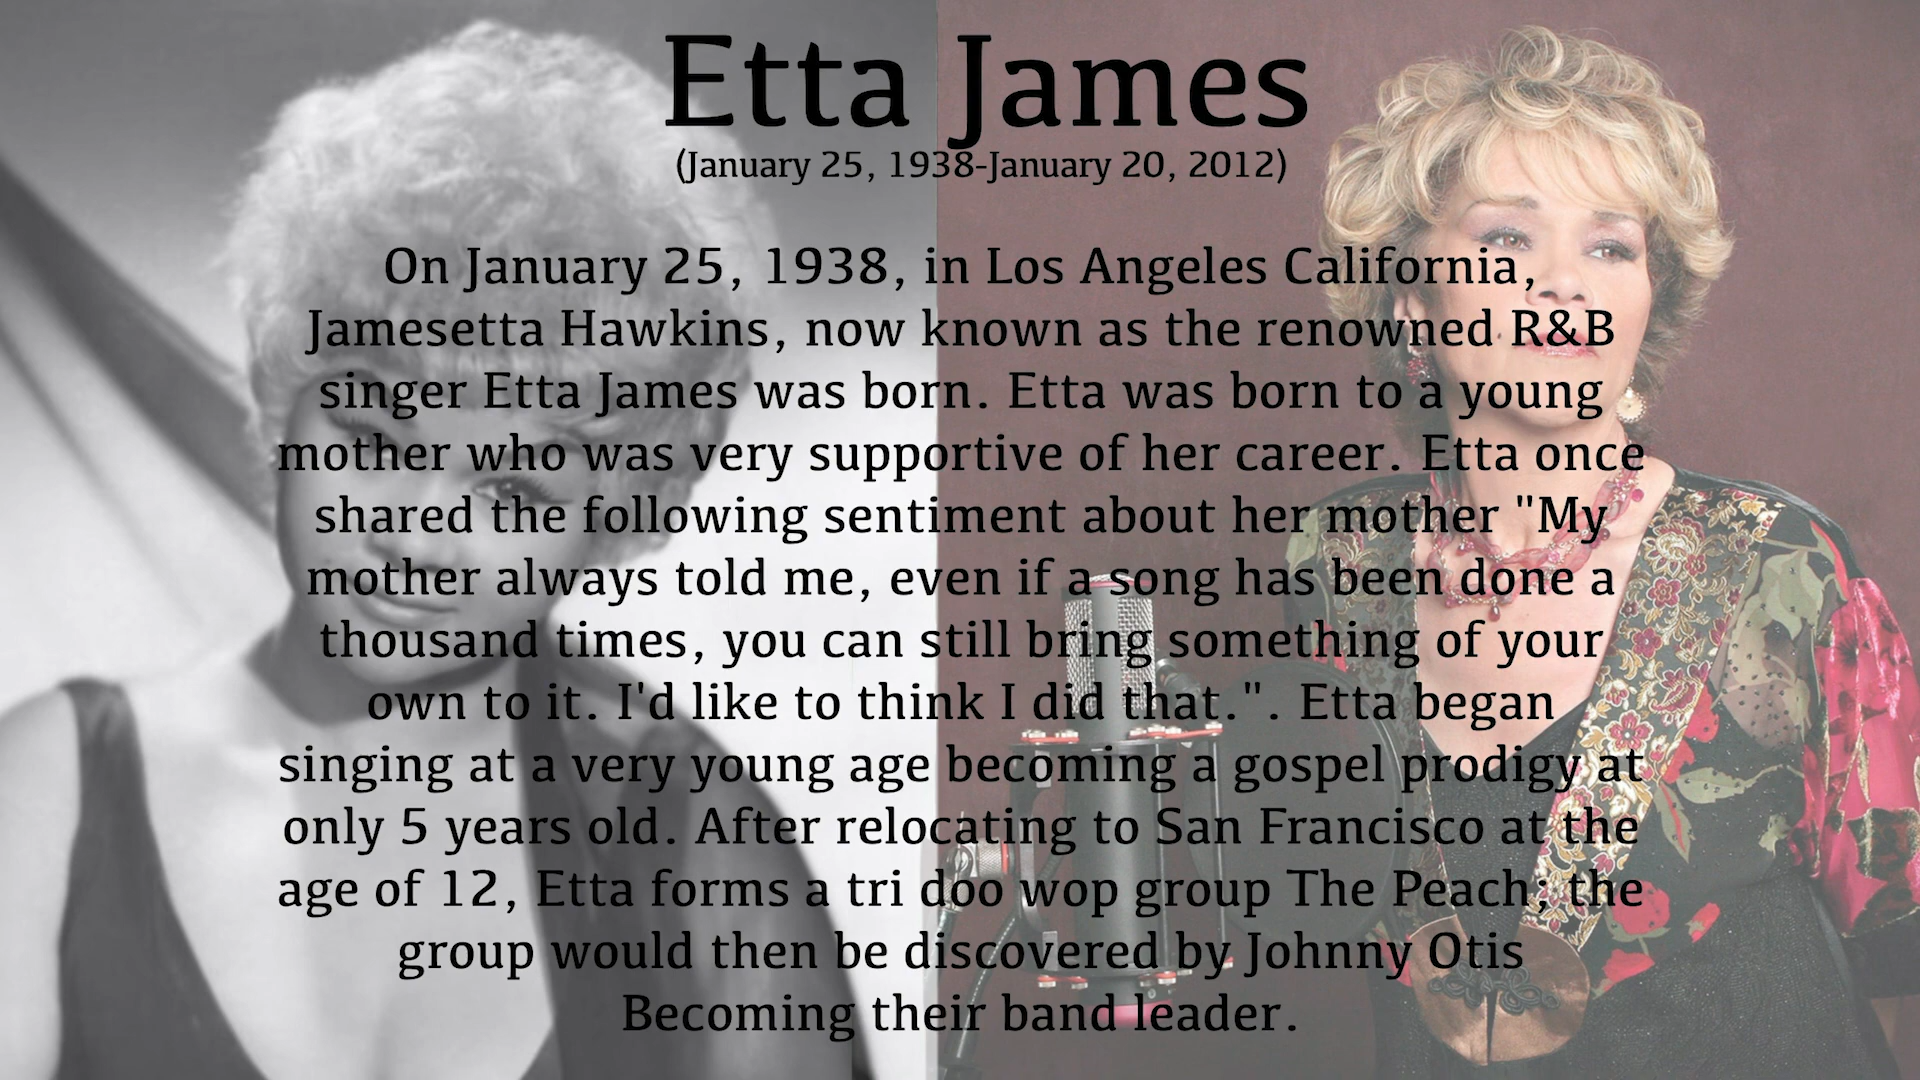 Etta James
(January 25, 1938-January 20, 2012)
On January 25, 1938, in Los Angeles California,
Jamesetta Hawkins, now known as the renowned R&B
singer Etta James was born. Etta was born to a young
mother who was very supportive of her career. Etta once
shared the following sentiment about her mother "My
mother always told me, even if a song has been done a
thousand times, you can still bring something of your
own to it. I'd like to think I did that.". Etta began
singing at a very young age becoming a gospel prodigy at
only 5 years old. After relocating to San Francisco at the
age of 12, Etta forms a tri doo wop group The Peach; the
group would then be discovered by Johnny Otis
Becoming their band leader.